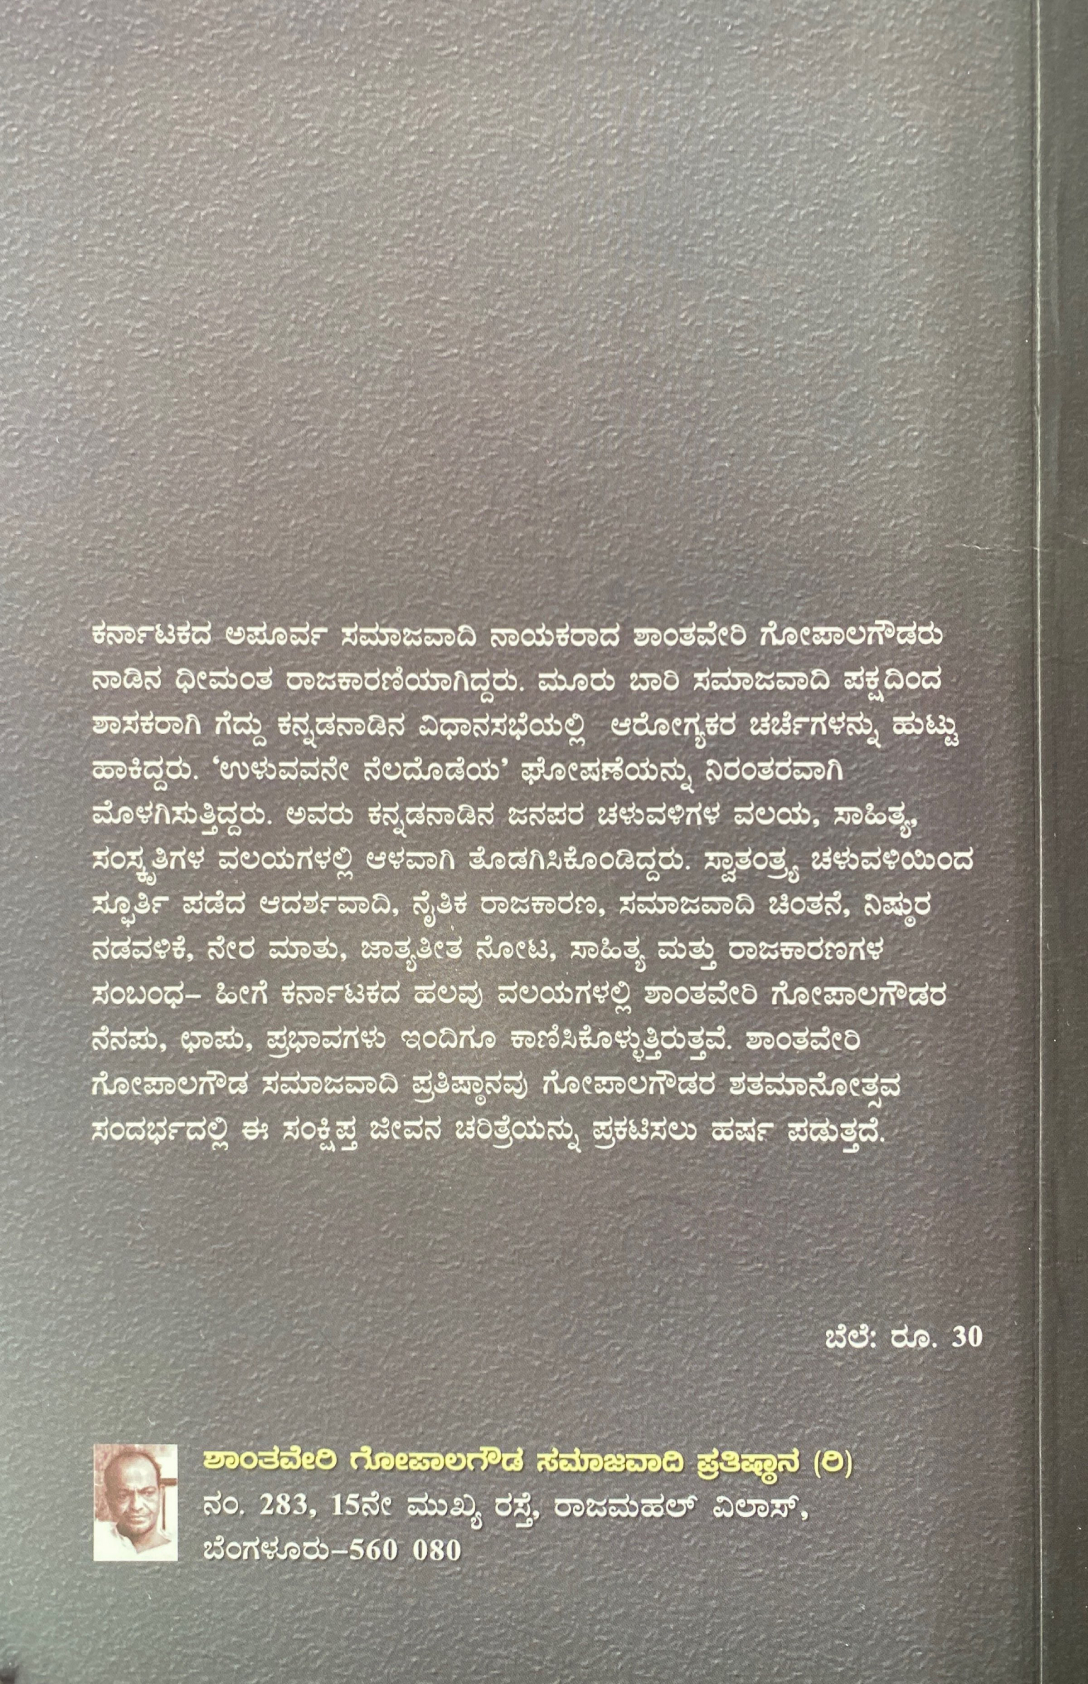 ಕರ್ನಾಟಕದ ಅಪೂರ್ವ ಸಮಾಜವಾದಿ ನಾಯಕರಾದ ಶಾಂತವೇರಿ ಗೋಪಾಲಗೌಡರು
ನಾಡಿನ ಧೀಮಂತ ರಾಜಕಾರಣಿಯಾಗಿದ್ದರು. ಮೂರು ಬಾರಿ ಸಮಾಜವಾದಿ ಪಕ್ಷದಿಂದ
ಶಾಸಕರಾಗಿ ಗೆದ್ದು ಕನ್ನಡನಾಡಿನ ವಿಧಾನಸಭೆಯಲ್ಲಿ ಆರೋಗ್ಯಕರ ಚರ್ಚೆಗಳನ್ನು ಹುಟ್ಟು
ಹಾಕಿದ್ದರು. ‘ಉಳುವವನೇ ನೆಲದೊಡೆಯ’ ಘೋಷಣೆಯನ್ನು ನಿರಂತರವಾಗಿ
ಮೊಳಗಿಸುತ್ತಿದ್ದರು. ಅವರು ಕನ್ನಡನಾಡಿನ ಜನಪರ ಚಳುವಳಿಗಳ ವಲಯ, ಸಾಹಿತ್ಯ,
ಸಂಸ್ಕೃತಿಗಳ ವಲಯಗಳಲ್ಲಿ ಆಳವಾಗಿ ತೊಡಗಿಸಿಕೊಂಡಿದ್ದರು. ಸ್ವಾತಂತ್ರ್ಯ ಚಳುವಳಿಯಿಂದ
ಸ್ಫೂರ್ತಿ ಪಡೆದ ಆದರ್ಶವಾದಿ, ನೈತಿಕ ರಾಜಕಾರಣ, ಸಮಾಜವಾದಿ ಚಿಂತನೆ, ನಿಷ್ಠುರ
ನಡವಳಿಕೆ, ನೇರ ಮಾತು, ಜಾತ್ಯತೀತ ನೋಟ, ಸಾಹಿತ್ಯ ಮತ್ತು ರಾಜಕಾರಣಗಳ
ಸಂಬಂಧ– ಹೀಗೆ ಕರ್ನಾಟಕದ ಹಲವು ವಲಯಗಳಲ್ಲಿ ಶಾಂತವೇರಿ ಗೋಪಾಲಗೌಡರ
ನೆನಪು, ಛಾಪು, ಪ್ರಭಾವಗಳು ಇಂದಿಗೂ ಕಾಣಿಸಿಕೊಳ್ಳುತ್ತಿರುತ್ತವೆ. ಶಾಂತವೇರಿ
ಗೋಪಾಲಗೌಡ ಸಮಾಜವಾದಿ ಪ್ರತಿಷ್ಠಾನವು ಗೋಪಾಲಗೌಡರ ಶತಮಾನೋತ್ಸವ
ಸಂದರ್ಭದಲ್ಲಿ ಈ ಸಂಕ್ಷಿಪ್ತ ಜೀವನ ಚರಿತ್ರೆಯನ್ನು ಪ್ರಕಟಿಸಲು ಹರ್ಷ ಪಡುತ್ತದೆ.
ಬೆಲೆ: ರೂ. 30
ಶಾಂತವೇರಿ ಗೋಪಾಲಗೌಡ ಸಮಾಜವಾದಿ ಪ್ರತಿಷ್ಠಾನ (ರಿ)
ನಂ. 283, 15ನೇ ಮುಖ್ಯ ರಸ್ತೆ, ರಾಜಮಹಲ್ ವಿಲಾಸ್,
ಬೆಂಗಳೂರು–560 080